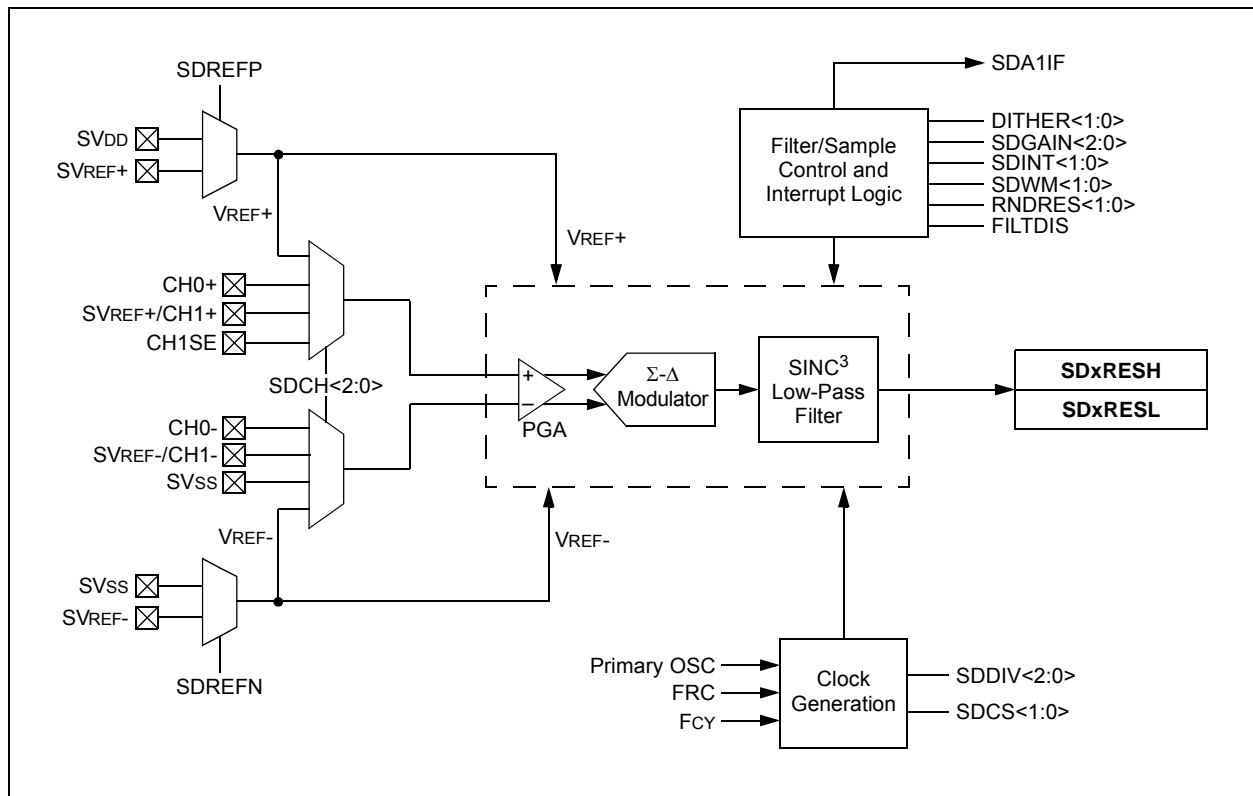 SDREFP
SVDD
SVREF+
VREF+
VREF+
CH0+
SVREF+/CH1+
CH1SE
SDCH<2:0>
CH0-
SVREF-/CH1-
SVSS
VREF-
VREF-
SVSS
SVREF-
SDREFN
+
–
PGA
Σ-Δ
Modulator
SINC3
Low-Pass
Filter
SDA1IF
Filter/Sample
Control and
Interrupt Logic
DITHER<1:0>
SDGAIN<2:0>
SDINT<1:0>
SDWM<1:0>
RNDRES<1:0>
FILTDIS
SDxRESH
SDxRESL
Primary OSC
FRC
FCY
Clock
Generation
SDDIV<2:0>
SDCS<1:0>